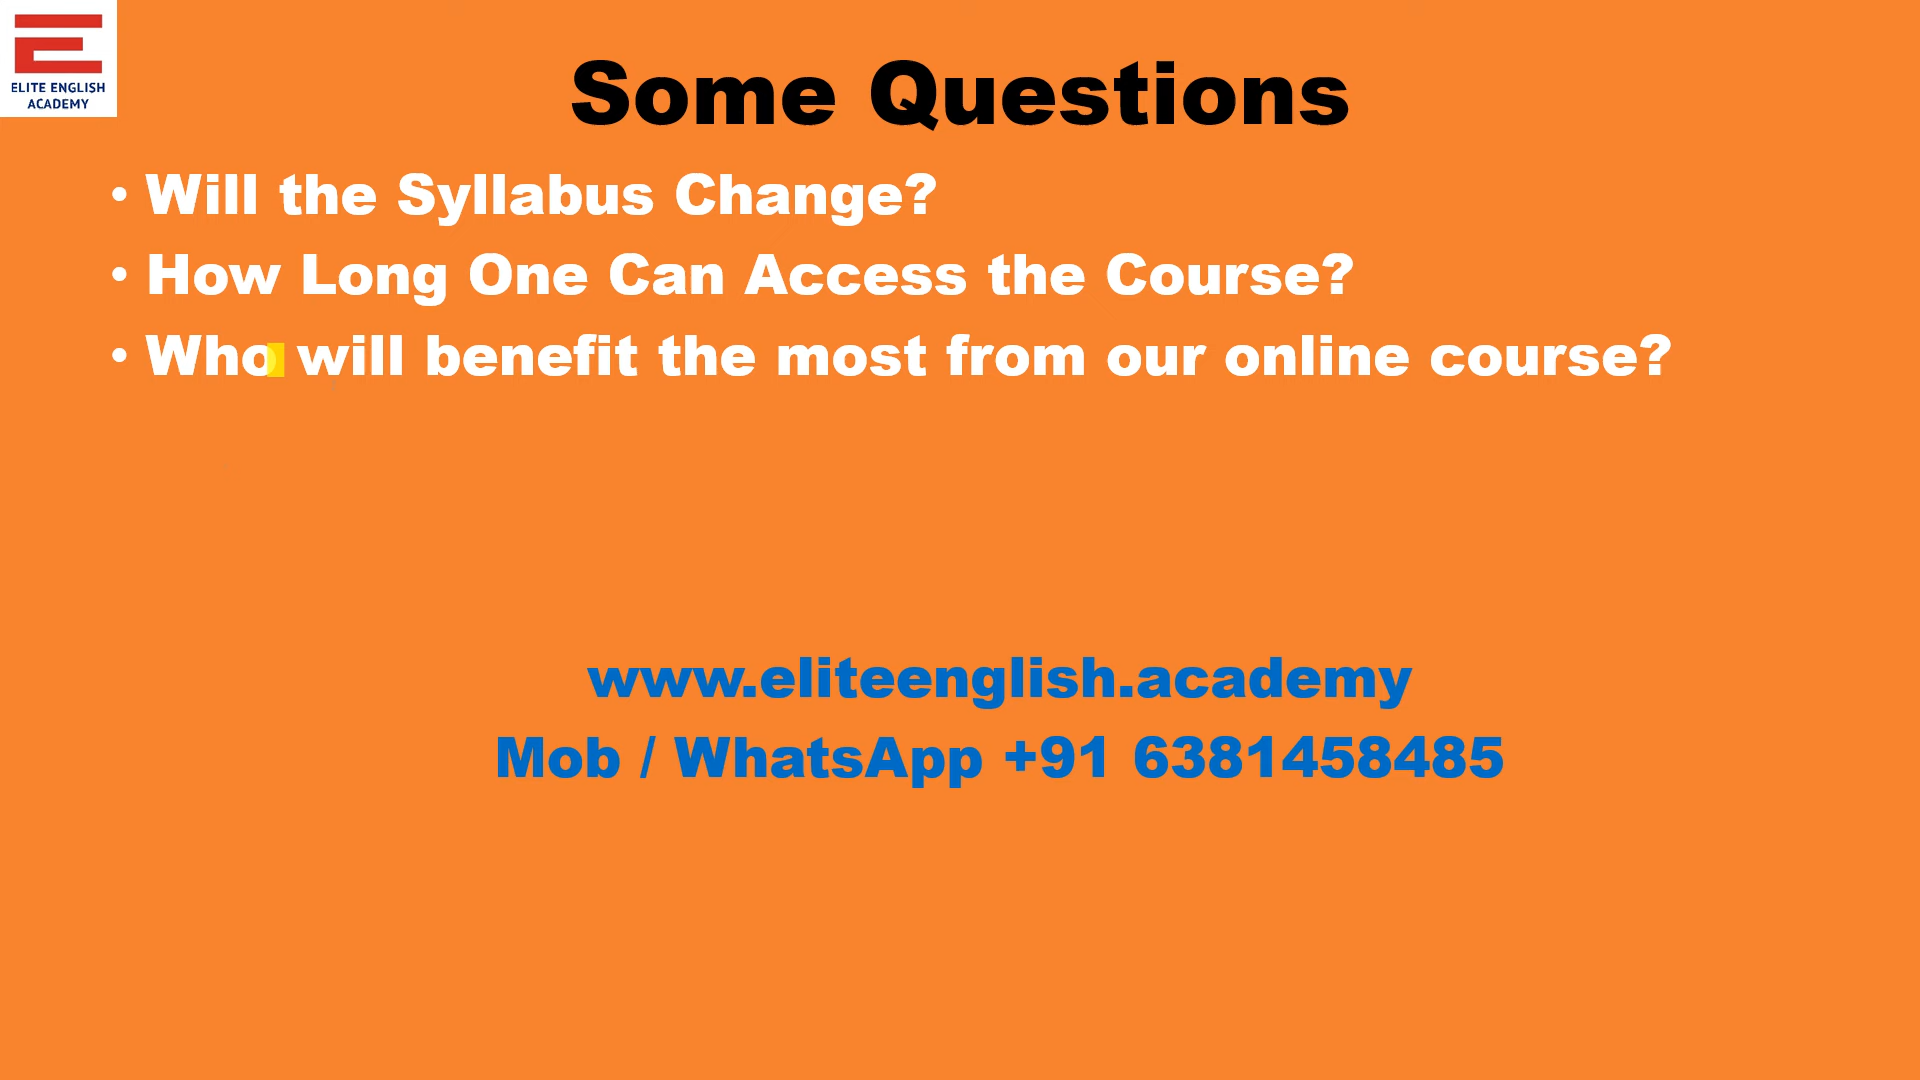 ELITE ENGLISH
ACADEMY
Some Questions
• Will the Syllabus Change?
• How Long One Can Access the Course?
• Who will benefit the most from our online course?
www.eliteenglish.academy
Mob / WhatsApp +91 6381458485